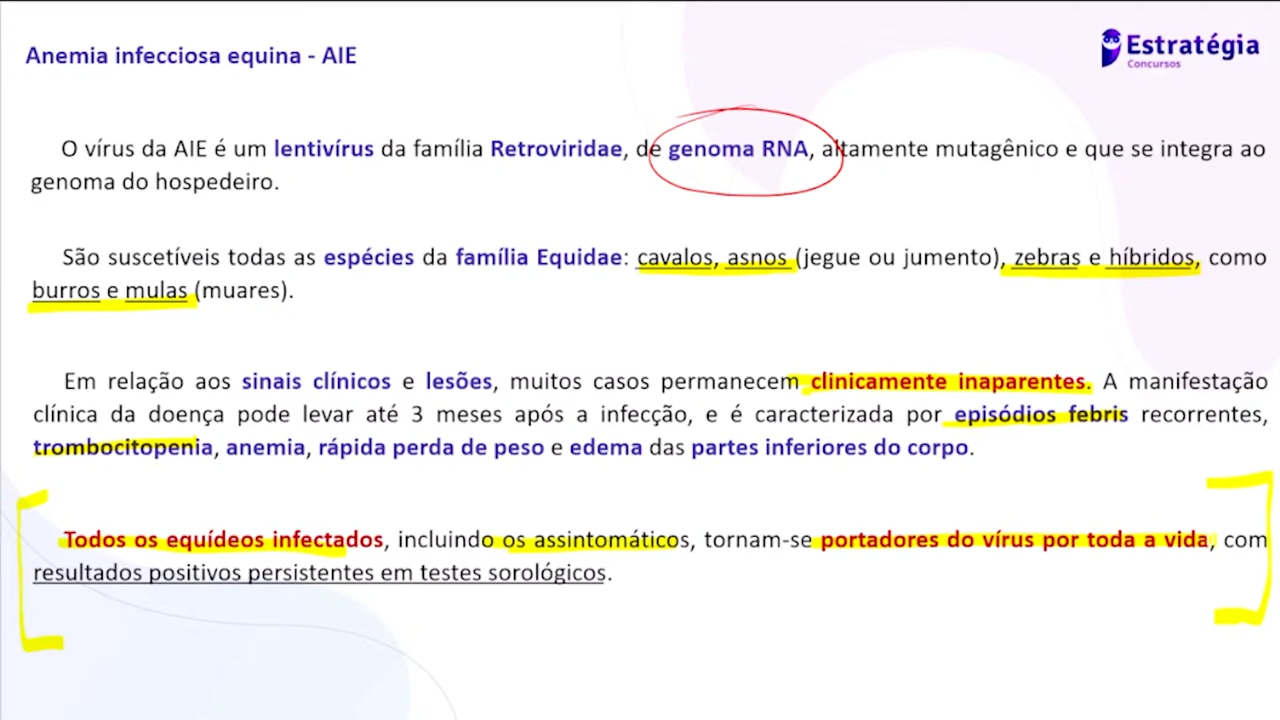 Anemia infecciosa equina - AIE
Estratégia
Concursos
O vírus da AIE é um lentivírus da família Retroviridae, de genoma RNA, altamente mutagênico e que se integra ao
genoma do hospedeiro.
São suscetíveis todas as espécies da família Equidae: cavalos, asnos (jegue ou jumento), zebras e híbridos, como
burros e mulas (muares).
Em relação aos sinais clínicos e lesões, muitos casos permanecem clinicamente inaparentes. A manifestação
clínica da doença pode levar até 3 meses após a infecção, e é caracterizada por episódios febris recorrentes,
trombocitopenia, anemia, rápida perda de peso e edema das partes inferiores do corpo.
Todos os equídeos infectados, incluindo os assintomáticos, tornam-se portadores do vírus por toda a vida, com
resultados positivos persistentes em testes sorológicos.